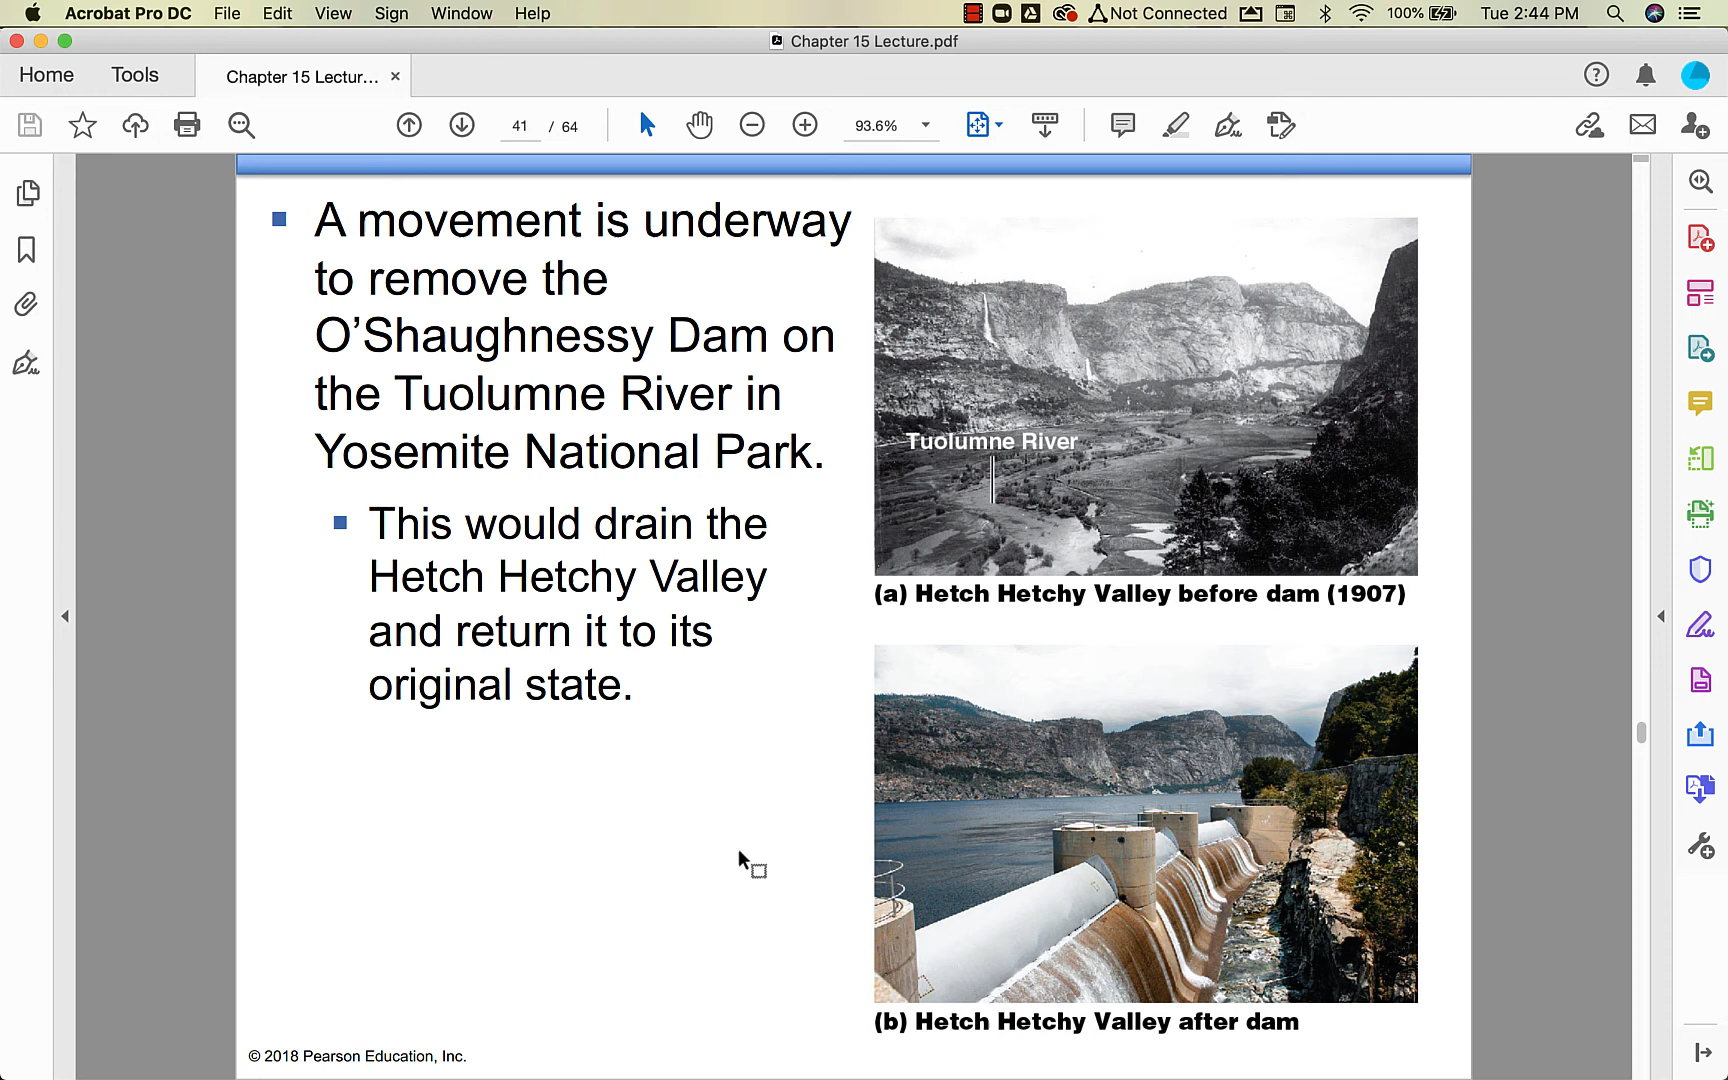 Acrobat Pro DC File Edit View Sign Window Help Not Connected 100% Tue 2:44 PM
Chapter 15 Lecture.pdf
Home Tools Chapter 15 Lectur... ×
41 / 64 93.6%
A movement is underway
to remove the
O’Shaughnessy Dam on
the Tuolumne River in
Yosemite National Park.
This would drain the
Hetch Hetchy Valley
and return it to its
original state.
Tuolumne River
(a) Hetch Hetchy Valley before dam (1907)
(b) Hetch Hetchy Valley after dam
© 2018 Pearson Education, Inc.